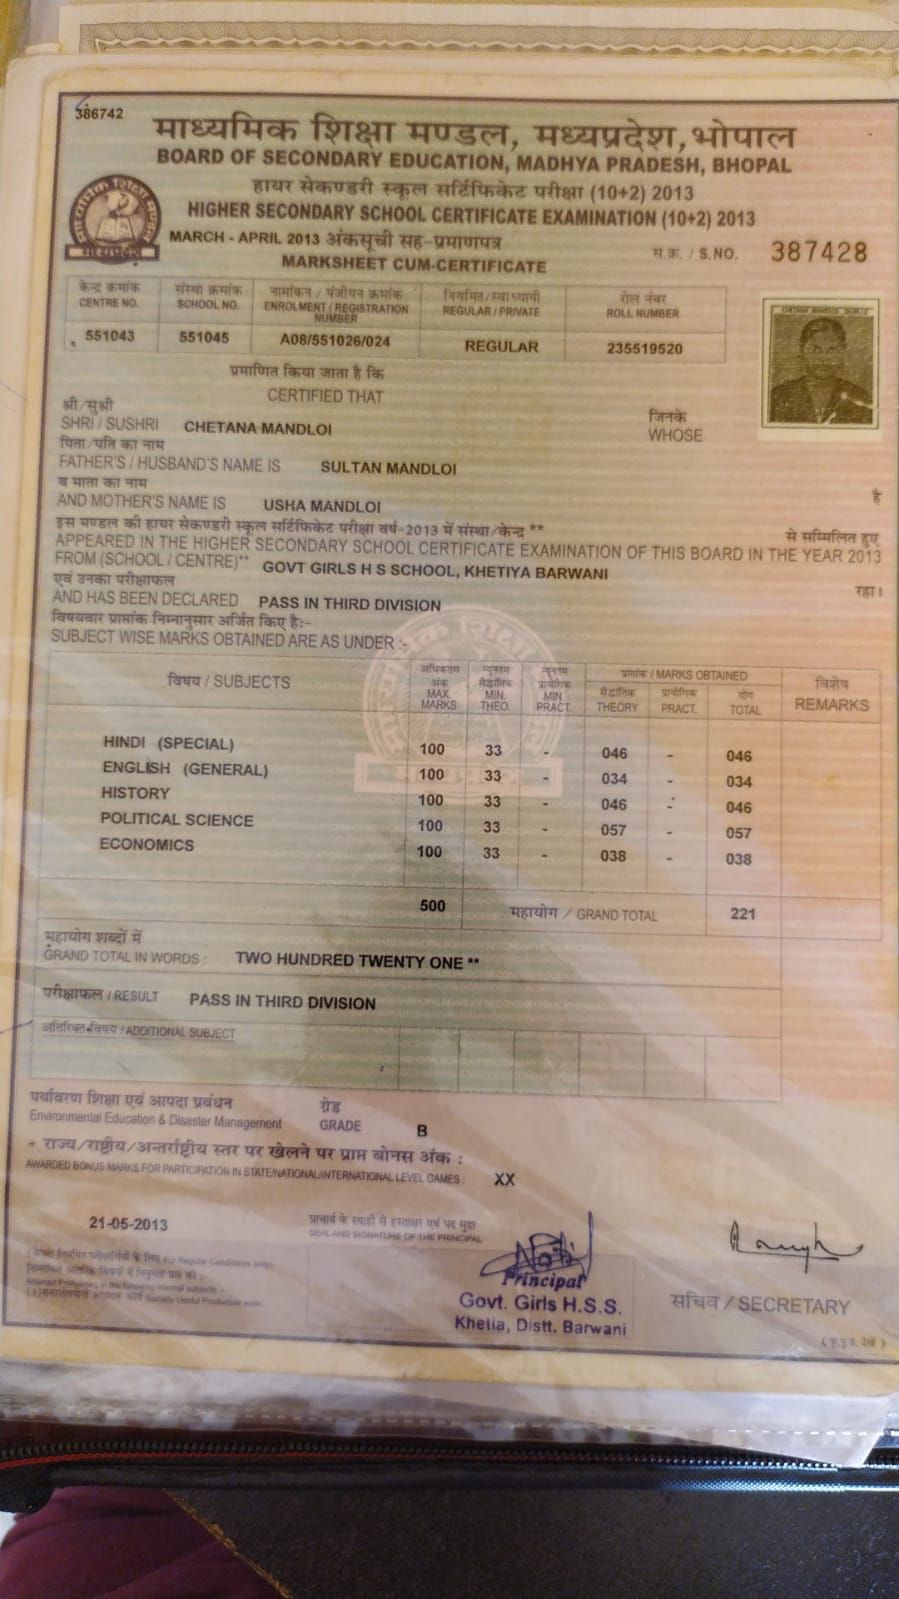 386742
माध्यमिक शिक्षा मण्डल, मध्यप्रदेश, भोपाल
BOARD OF SECONDARY EDUCATION, MADHYA PRADESH, BHOPAL
हायर सेकण्डरी स्कूल सर्टिफिकेट परीक्षा (10+2) 2013
HIGHER SECONDARY SCHOOL CERTIFICATE EXAMINATION (10+2) 2013
MARCH - APRIL 2013 अंकसूची सह-प्रमाणपत्र
स.क्र. / S.NO. 387428
MARKSHEET CUM-CERTIFICATE
केन्द्र क्रमांक संस्था क्रमांक नामांकन / पंजीयन क्रमांक नियमित/स्वाध्यायी रोल नंबर
CENTRE NO. SCHOOL NO. ENROLMENT / REGISTRATION NUMBER REGULAR / PRIVATE ROLL NUMBER
551043 551045 A08/551026/024 REGULAR 235519520
प्रमाणित किया जाता है कि
CERTIFIED THAT
श्री/सुश्री जिनके
SHRI / SUSHRI CHETANA MANDLOI WHOSE
पिता/पति का नाम
FATHER'S / HUSBAND'S NAME IS SULTAN MANDLOI
व माता का नाम है
AND MOTHER'S NAME IS USHA MANDLOI
इस मण्डल की हायर सेकण्डरी स्कूल सर्टिफिकेट परीक्षा वर्ष-2013 में संस्था/केन्द्र ** से सम्मिलित हुए
APPEARED IN THE HIGHER SECONDARY SCHOOL CERTIFICATE EXAMINATION OF THIS BOARD IN THE YEAR 2013
FROM (SCHOOL / CENTRE)** GOVT GIRLS H S SCHOOL, KHETIYA BARWANI
एवं उनका परीक्षाफल रहा।
AND HAS BEEN DECLARED PASS IN THIRD DIVISION
विषयवार प्राप्तांक निम्नानुसार अर्जित किए है:-
SUBJECT WISE MARKS OBTAINED ARE AS UNDER :-
विषय / SUBJECTS अधिकतम अंक MAX. MARKS न्यूनतम सैद्धांतिक MIN. THEO. न्यूनतम प्रायोगिक MIN. PRACT. प्राप्तांक / MARKS OBTAINED विशेष REMARKS
सैद्धांतिक THEORY प्रायोगिक PRACT. योग TOTAL
HINDI (SPECIAL) 100 33 - 046 - 046
ENGLISH (GENERAL) 100 33 - 034 - 034
HISTORY 100 33 - 046 - 046
POLITICAL SCIENCE 100 33 - 057 - 057
ECONOMICS 100 33 - 038 - 038
500 महायोग / GRAND TOTAL 221
महायोग शब्दों में
GRAND TOTAL IN WORDS : TWO HUNDRED TWENTY ONE **
परीक्षाफल / RESULT PASS IN THIRD DIVISION
अतिरिक्त विषय / ADDITIONAL SUBJECT
पर्यावरण शिक्षा एवं आपदा प्रबंधन ग्रेड
Environmental Education & Disaster Management GRADE B
+ राज्य/राष्ट्रीय/अन्तर्राष्ट्रीय स्तर पर खेलने पर प्राप्त बोनस अंक :
AWARDED BONUS MARKS FOR PARTICIPATION IN STATE/NATIONAL/INTERNATIONAL LEVEL GAMES : XX
21-05-2013
प्राचार्य के स्याही से हस्ताक्षर एवं पद मुद्रा
SEAL AND SIGNATURE OF THE PRINCIPAL
For Regular Candidates only
Principal
Govt. Girls H.S.S.
Khetia, Distt. Barwani
सचिव / SECRETARY